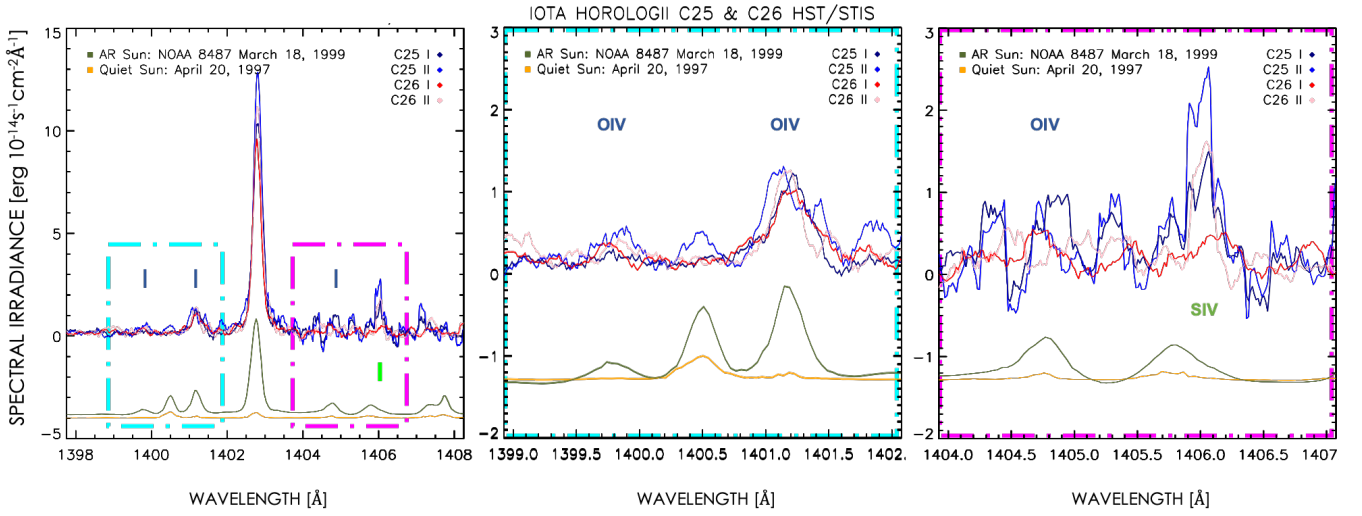 IOTA HOROLOGII C25 & C26 HST/STIS
SPECTRAL IRRADIANCE [erg 10⁻¹⁴s⁻¹cm⁻²Å⁻¹]
15
10
5
0
−5
AR Sun: NOAA 8487 March 18, 1999
Quiet Sun: April 20, 1997
C25 I
C25 II
C26 I
C26 II
1398 1400 1402 1404 1406 1408
WAVELENGTH [Å]
3
2
1
0
−1
−2
AR Sun: NOAA 8487 March 18, 1999
Quiet Sun: April 20, 1997
C25 I
C25 II
C26 I
C26 II
OIV
OIV
1399.0 1399.5 1400.0 1400.5 1401.0 1401.5 1402.
WAVELENGTH [Å]
3
2
1
0
−1
−2
AR Sun: NOAA 8487 March 18, 1999
Quiet Sun: April 20, 1997
C25 I
C25 II
C26 I
C26 II
OIV
SIV
1404.0 1404.5 1405.0 1405.5 1406.0 1406.5 1407
WAVELENGTH [Å]